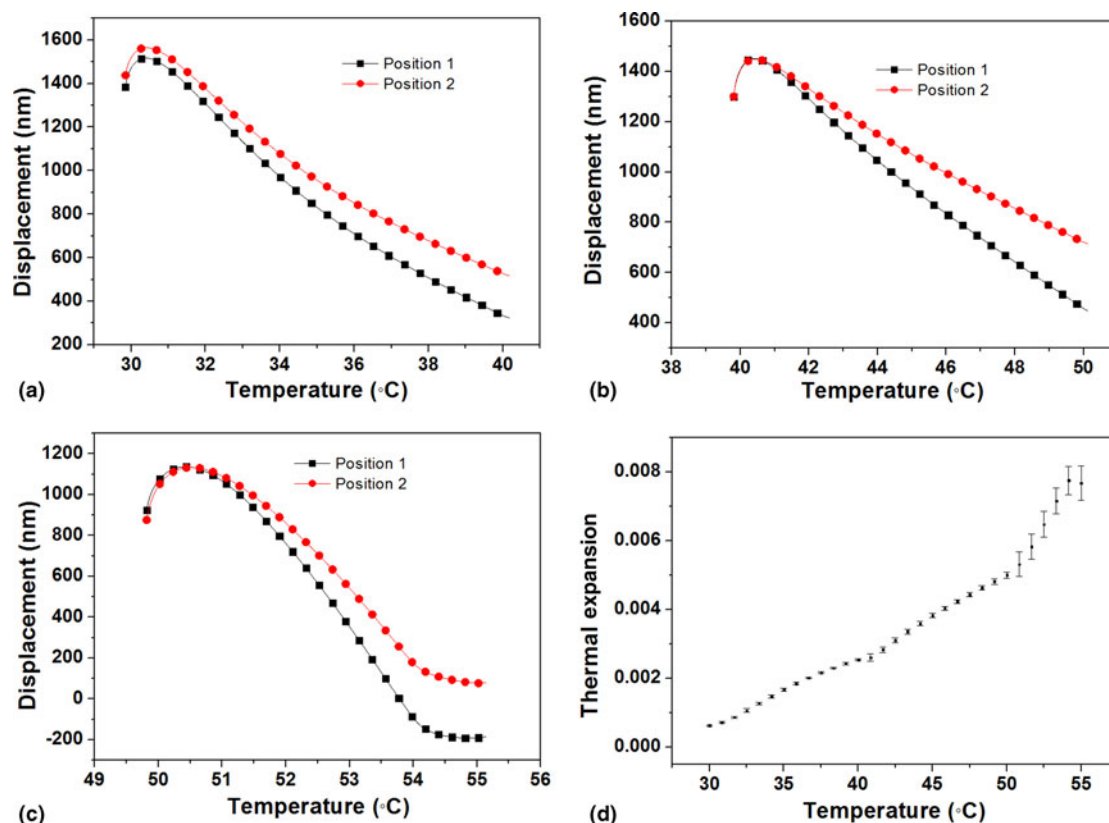 1600
1400
1200
1000
800
600
400
200
Displacement (nm)
Position 1
Position 2
30 32 34 36 38 40
(a) Temperature (◦C)
1600
1400
1200
1000
800
600
400
Displacement (nm)
Position 1
Position 2
38 40 42 44 46 48 50
(b) Temperature (◦C)
1200
1000
800
600
400
200
0
-200
Displacement (nm)
Position 1
Position 2
49 50 51 52 53 54 55 56
(c) Temperature (◦C)
0.008
0.006
0.004
0.002
0.000
Thermal expansion
30 35 40 45 50 55
(d) Temperature (◦C)